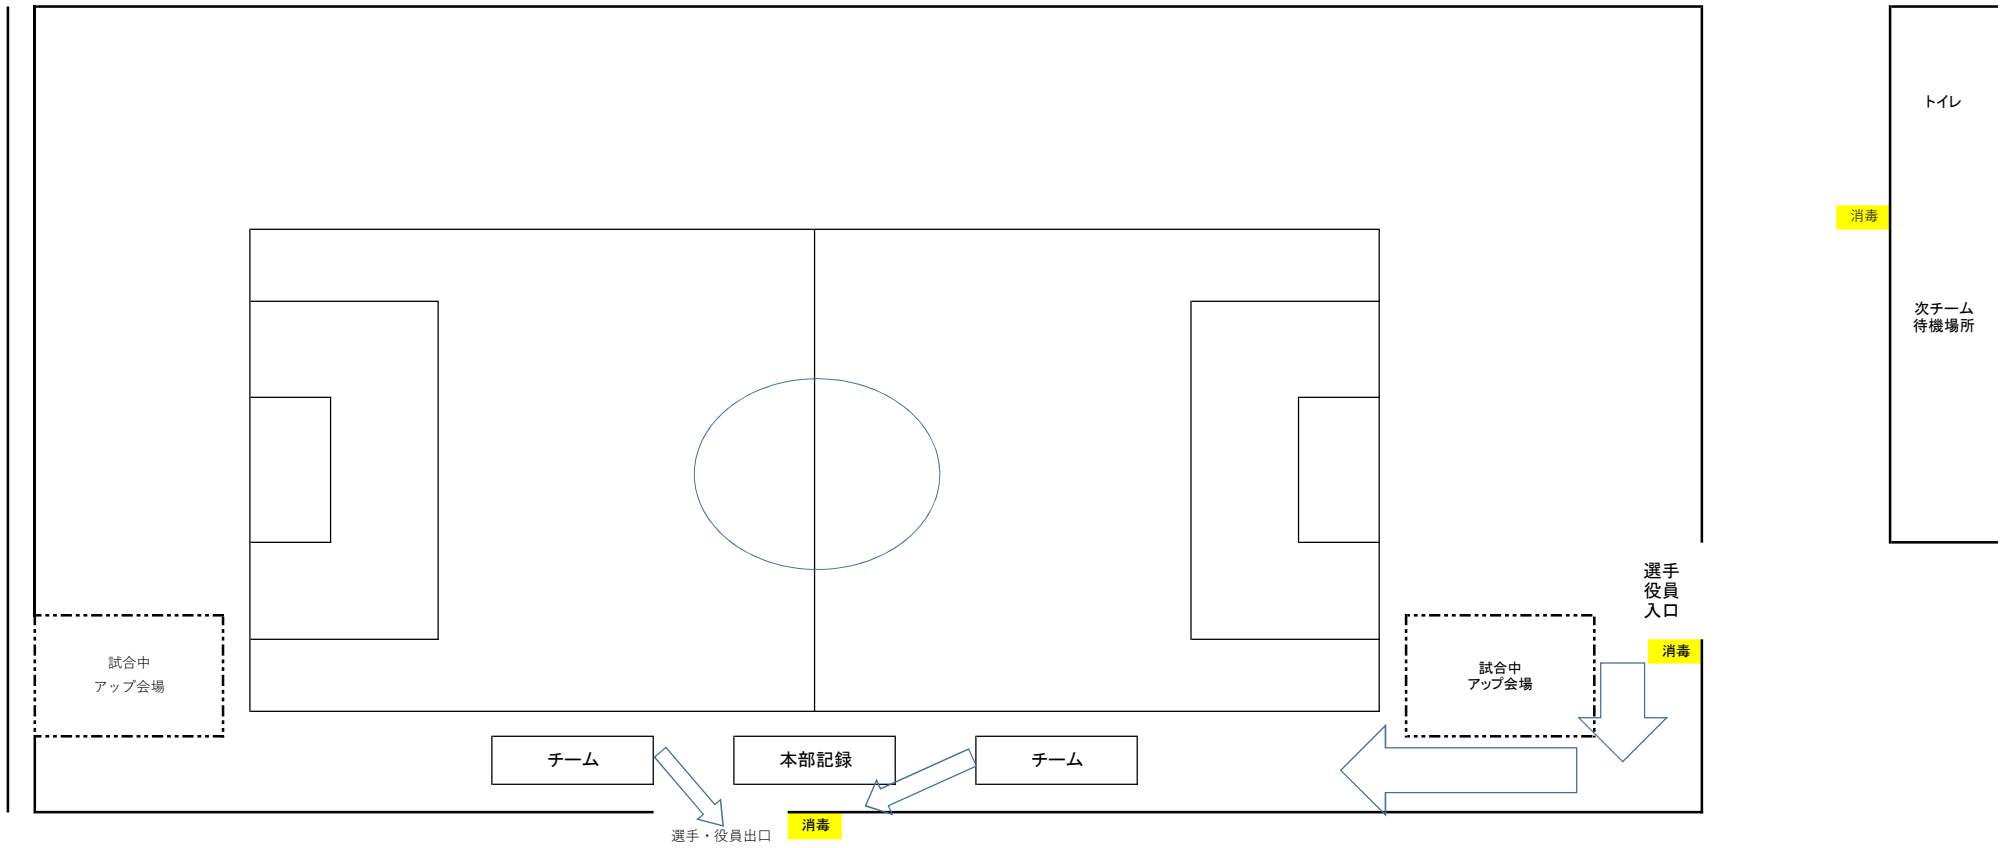 トイレ
消毒
次チーム
待機場所
選手
役員
入口
消毒
試合中
アップ会場
試合中
アップ会場
チーム
本部記録
チーム
消毒
選手・役員出口